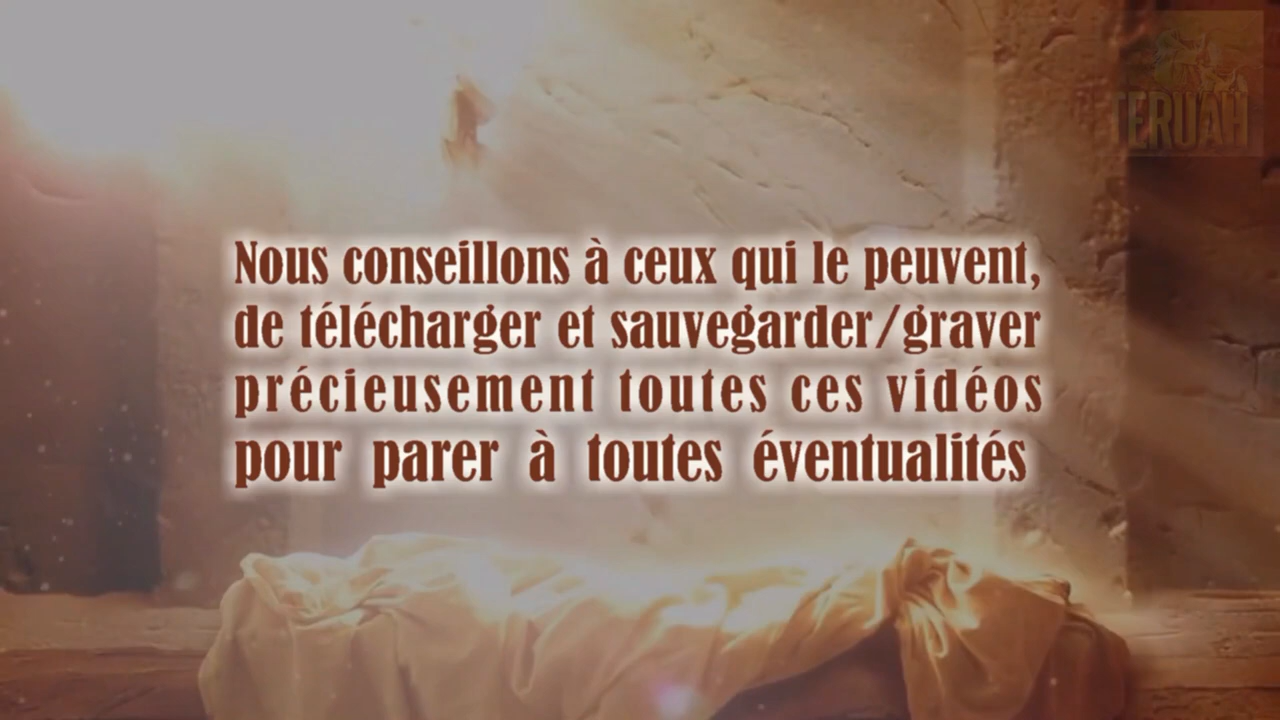 TERUAH
Nous conseillons à ceux qui le peuvent,
de télécharger et sauvegarder/graver
précieusement toutes ces vidéos
pour parer à toutes éventualités